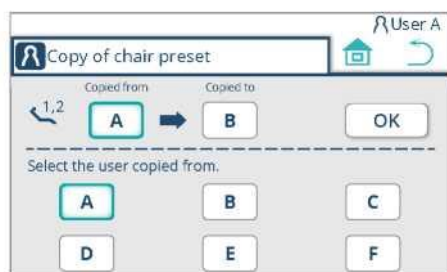 User A
Copy of chair preset
Copied from Copied to
1,2 A B OK
Select the user copied from.
A B C
D E F